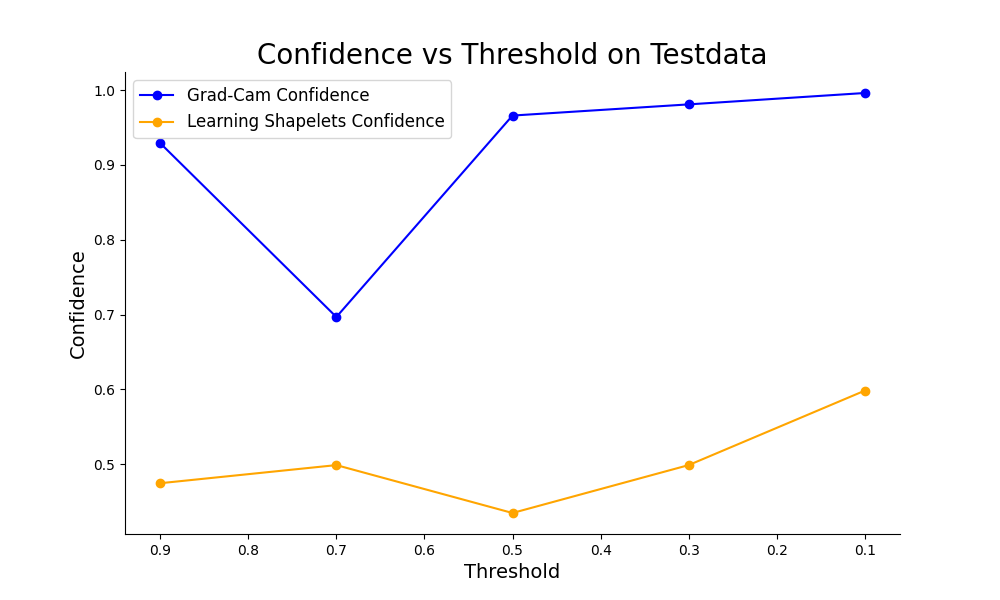 Confidence vs Threshold on Testdata
Grad-Cam Confidence
Learning Shapelets Confidence
1.0
0.9
0.8
0.7
0.6
0.5
Confidence
0.9 0.8 0.7 0.6 0.5 0.4 0.3 0.2 0.1
Threshold